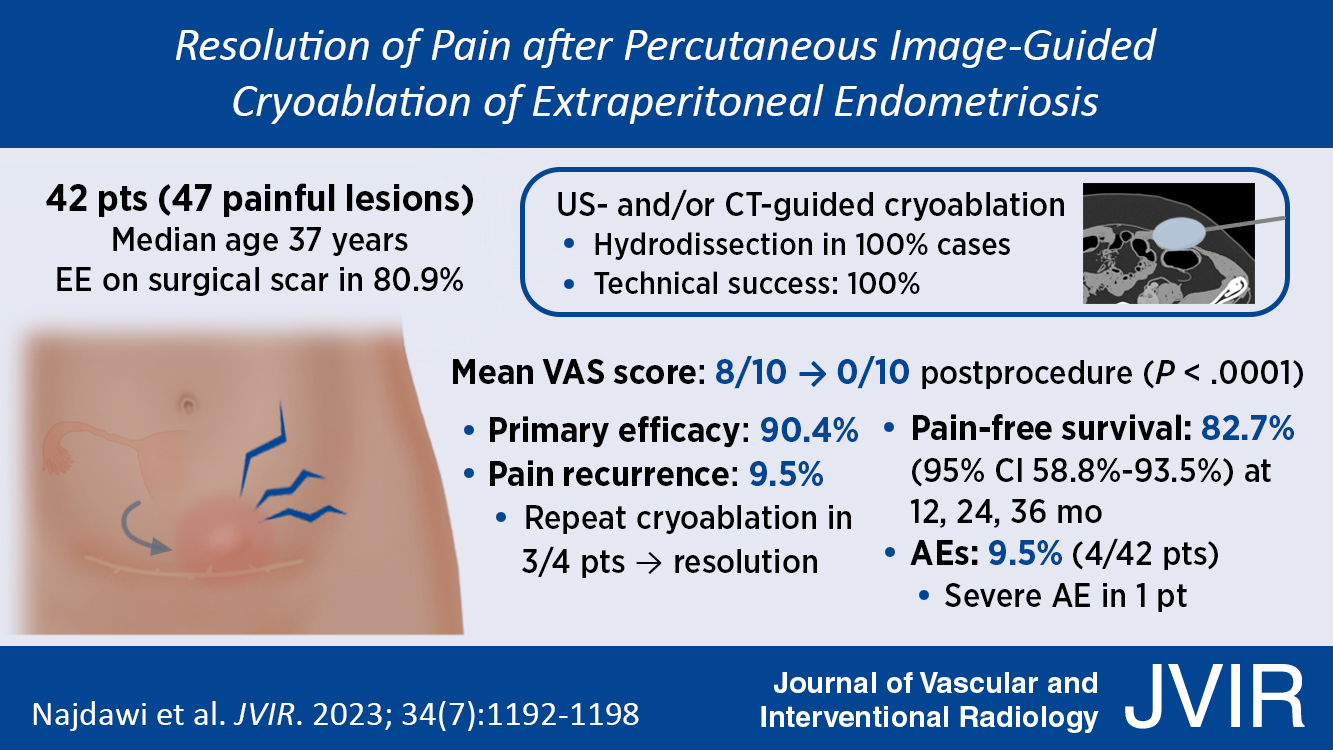 Resolution of Pain after Percutaneous Image-Guided
Cryoablation of Extraperitoneal Endometriosis
42 pts (47 painful lesions)
Median age 37 years
EE on surgical scar in 80.9%
US- and/or CT-guided cryoablation
• Hydrodissection in 100% cases
• Technical success: 100%
Mean VAS score: 8/10 → 0/10 postprocedure (P < .0001)
• Primary efficacy: 90.4%
• Pain recurrence: 9.5%
• Repeat cryoablation in
3/4 pts → resolution
• Pain-free survival: 82.7%
(95% CI 58.8%-93.5%) at
12, 24, 36 mo
• AEs: 9.5% (4/42 pts)
• Severe AE in 1 pt
Najdawi et al. JVIR. 2023; 34(7):1192-1198
Journal of Vascular and
Interventional Radiology
JVIR